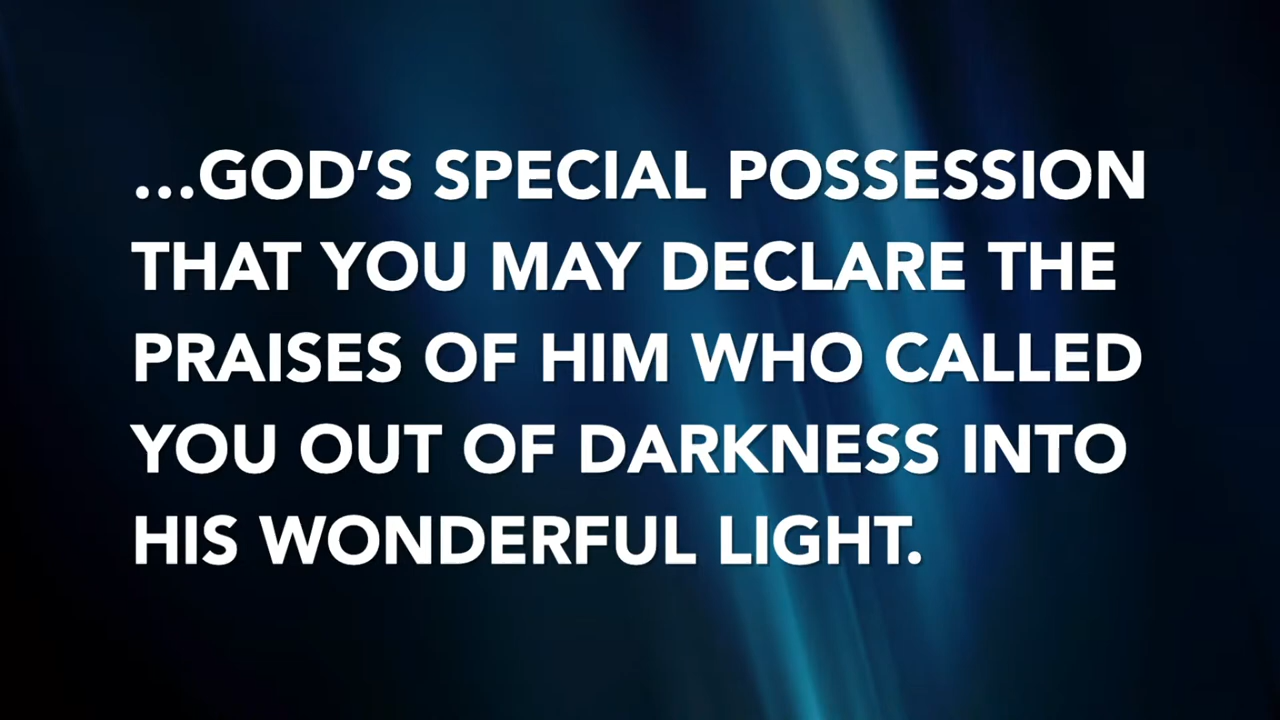 …GOD’S SPECIAL POSSESSION
THAT YOU MAY DECLARE THE
PRAISES OF HIM WHO CALLED
YOU OUT OF DARKNESS INTO
HIS WONDERFUL LIGHT.